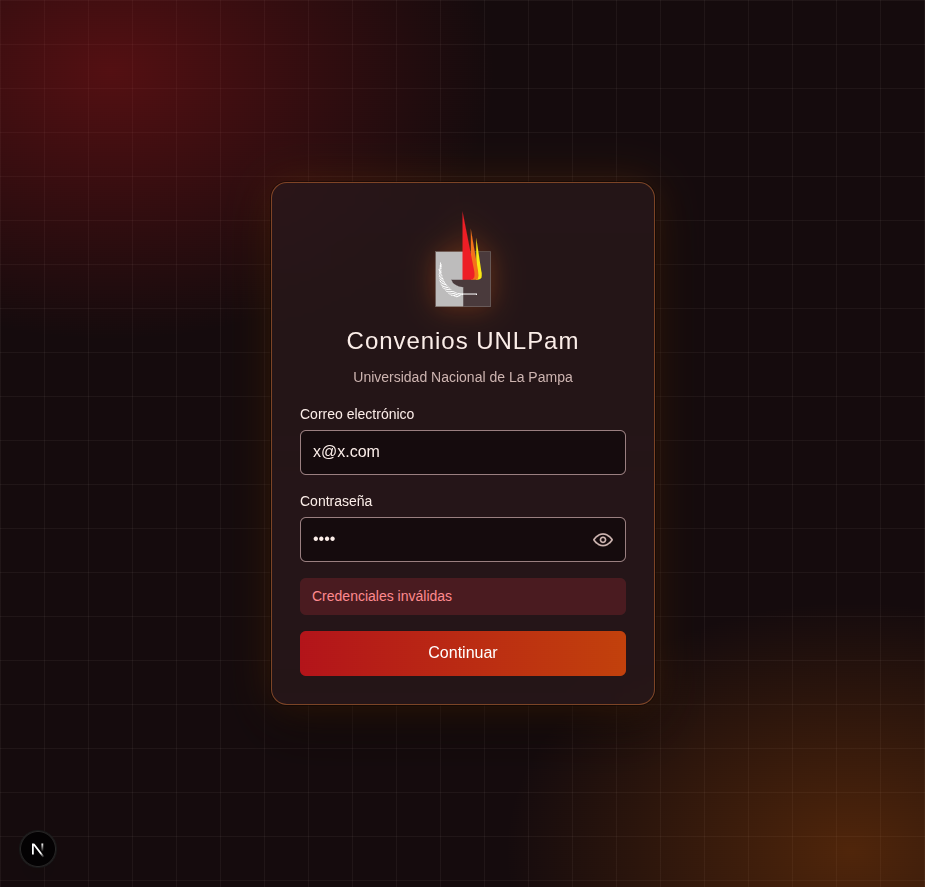 Convenios UNLPam
Universidad Nacional de La Pampa
Correo electrónico
x@x.com
Contraseña
••••
Credenciales inválidas
Continuar
N